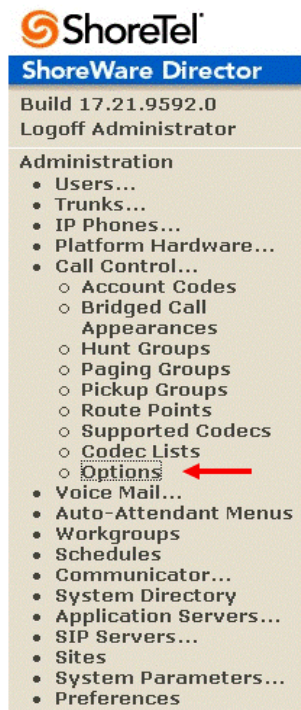 ShoreTel
ShoreWare Director
Build 17.21.9592.0
Logoff Administrator
Administration
Users...
Trunks...
IP Phones...
Platform Hardware...
Call Control...
Account Codes
Bridged Call
Appearances
Hunt Groups
Paging Groups
Pickup Groups
Route Points
Supported Codecs
Codec Lists
Options
Voice Mail...
Auto-Attendant Menus
Workgroups
Schedules
Communicator...
System Directory
Application Servers...
SIP Servers...
Sites
System Parameters...
Preferences